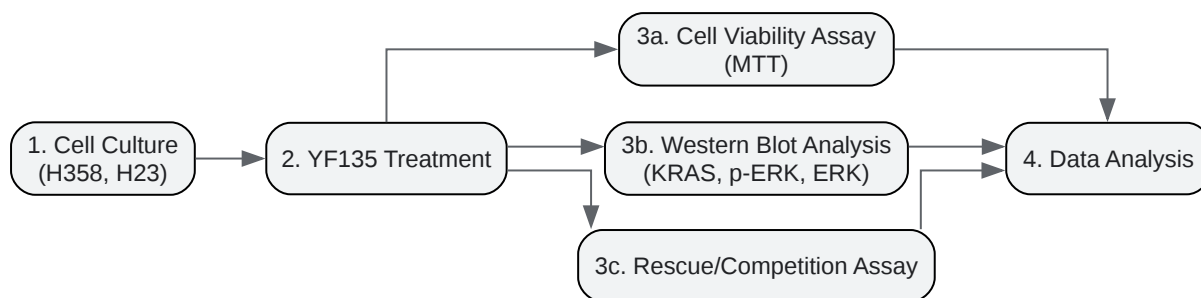 1. Cell Culture
(H358, H23)
2. YF135 Treatment
3a. Cell Viability Assay
(MTT)
3b. Western Blot Analysis
(KRAS, p-ERK, ERK)
3c. Rescue/Competition Assay
4. Data Analysis